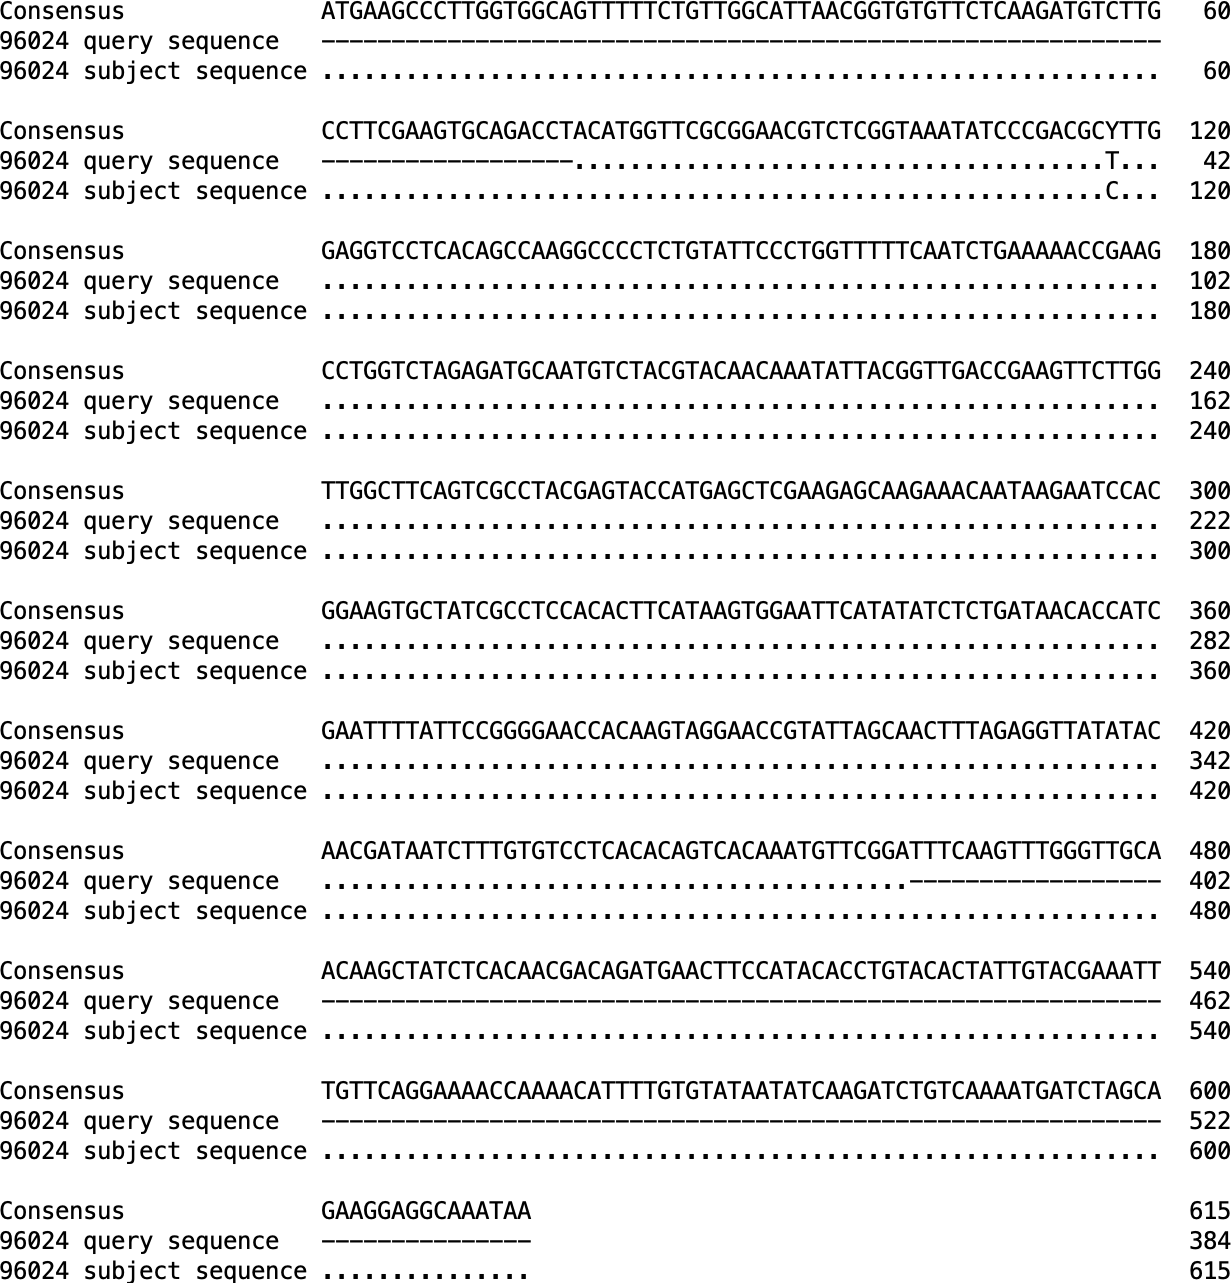 Consensus ATGAAGCCCTTGGTGGCAGTTTTTCTGTTGGCATTAACGGTGTGTTCTCAAGATGTCTTG 60
96024 query sequence ------------------------------------------------------------
96024 subject sequence ............................................................ 60
Consensus CCTTCGAAGTGCAGACCTACATGGTTCGCGGAACGTCTCGGTAAATATCCCGACGCYTTG 120
96024 query sequence ------------------......................................T... 42
96024 subject sequence ........................................................C... 120
Consensus GAGGTCCTCACAGCCAAGGCCCCTCTGTATTCCCTGGTTTTTCAATCTGAAAAACCGAAG 180
96024 query sequence ............................................................ 102
96024 subject sequence ............................................................ 180
Consensus CCTGGTCTAGAGATGCAATGTCTACGTACAACAAATATTACGGTTGACCGAAGTTCTTGG 240
96024 query sequence ............................................................ 162
96024 subject sequence ............................................................ 240
Consensus TTGGCTTCAGTCGCCTACGAGTACCATGAGCTCGAAGAGCAAGAAACAATAAGAATCCAC 300
96024 query sequence ............................................................ 222
96024 subject sequence ............................................................ 300
Consensus GGAAGTGCTATCGCCTCCACACTTCATAAGTGGAATTCATATATCTCTGATAACACCATC 360
96024 query sequence ............................................................ 282
96024 subject sequence ............................................................ 360
Consensus GAATTTTATTCCGGGGAACCACAAGTAGGAACCGTATTAGCAACTTTAGAGGTTATATAC 420
96024 query sequence ............................................................ 342
96024 subject sequence ............................................................ 420
Consensus AACGATAATCTTTGTGTCCTCACACAGTCACAAATGTTCGGATTTCAAGTTTGGGTTGCA 480
96024 query sequence ..........................................------------------ 402
96024 subject sequence ............................................................ 480
Consensus ACAAGCTATCTCACAACGACAGATGAACTTCCATACACCTGTACACTATTGTACGAAATT 540
96024 query sequence ------------------------------------------------------------ 462
96024 subject sequence ............................................................ 540
Consensus TGTTCAGGAAAACCAAAACATTTTGTGTATAATATCAAGATCTGTCAAAATGATCTAGCA 600
96024 query sequence ------------------------------------------------------------ 522
96024 subject sequence ............................................................ 600
Consensus GAAGGAGGCAAATAA 615
96024 query sequence --------------- 384
96024 subject sequence ............... 615